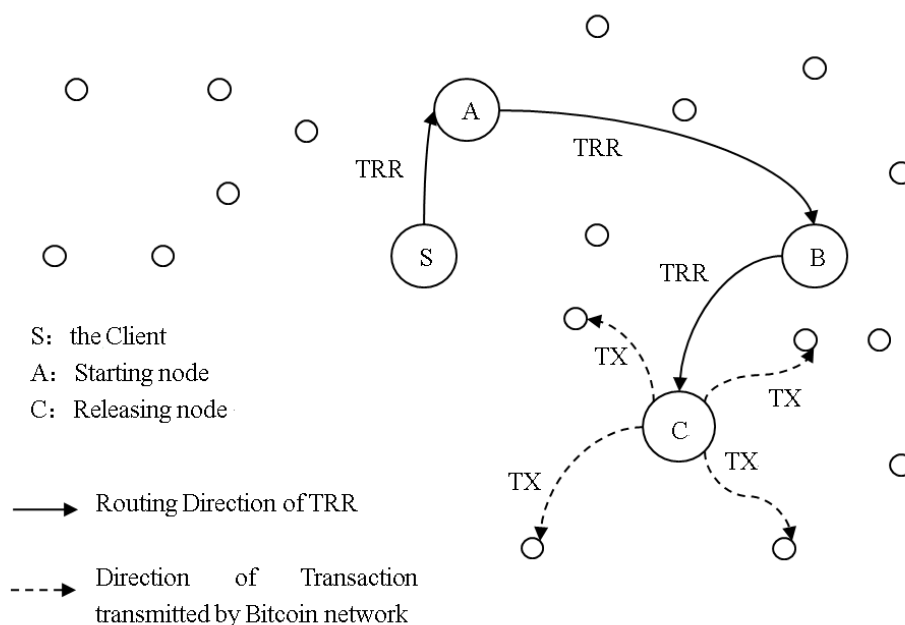 A
TRR
TRR
S
B
TRR
S: the Client
A: Starting node
C: Releasing node
TX
TX
C
TX
TX
Routing Direction of TRR
Direction of Transaction
transmitted by Bitcoin network